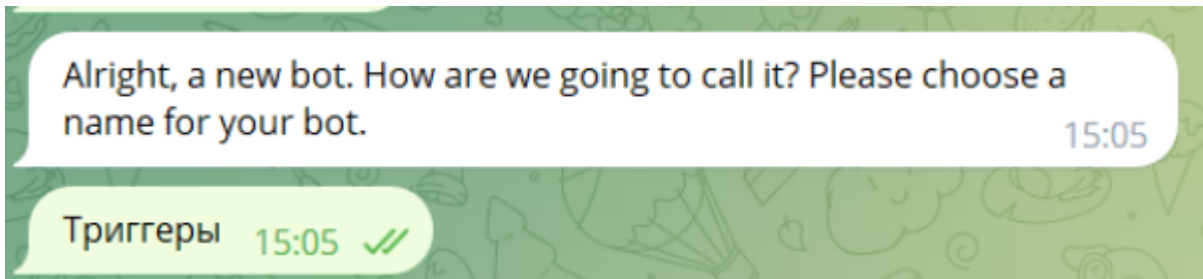 Alright, a new bot. How are we going to call it? Please choose a
name for your bot.
15:05
Триггеры 15:05